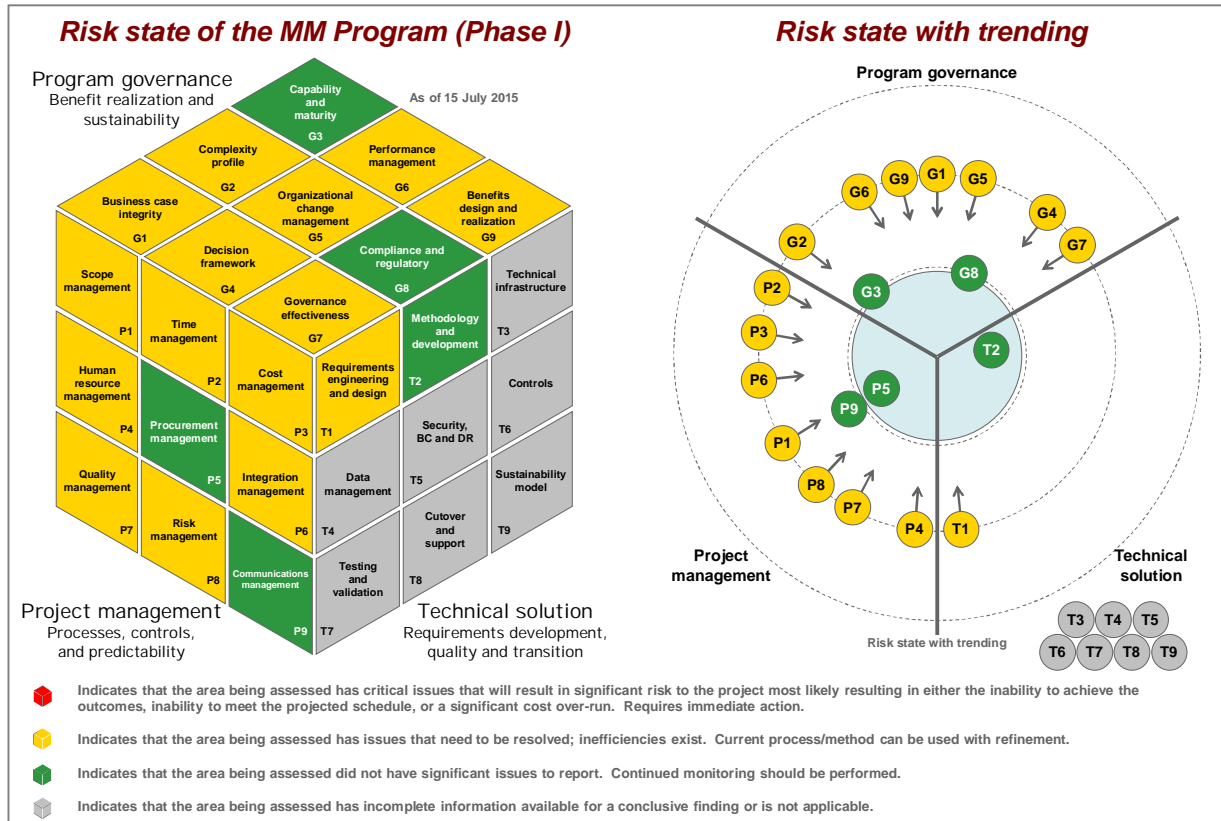 Risk state of the MM Program (Phase I)
Program governance
Benefit realization and
sustainability
As of 15 July 2015
Capability
and
maturity
G3
Complexity
profile
G2
Performance
management
G6
Business case
integrity
G1
Organizational
change
management
G5
Benefits
design and
realization
G9
Decision
framework
G4
Compliance and
regulatory
G8
Governance
effectiveness
G7
Scope
management
P1
Time
management
P2
Cost
management
P3
Human
resource
management
P4
Procurement
management
P5
Integration
management
P6
Quality
management
P7
Risk
management
P8
Communications
management
P9
Requirements
engineering
and design
T1
Methodology
and
development
T2
Technical
infrastructure
T3
Data
management
T4
Security,
BC and DR
T5
Controls
T6
Testing
and
validation
T7
Cutover
and
support
T8
Sustainability
model
T9
Project management
Processes, controls,
and predictability
Technical solution
Requirements development,
quality and transition
Risk state with trending
Program governance
G6
G9
G1
G5
G4
G7
G2
P2
P3
P6
P1
P8
P7
P4
T1
G3
G8
T2
P5
P9
Project
management
Technical
solution
T3
T4
T5
T6
T7
T8
T9
Risk state with trending
Indicates that the area being assessed has critical issues that will result in significant risk to the project most likely resulting in either the inability to achieve the
outcomes, inability to meet the projected schedule, or a significant cost over-run. Requires immediate action.
Indicates that the area being assessed has issues that need to be resolved; inefficiencies exist. Current process/method can be used with refinement.
Indicates that the area being assessed did not have significant issues to report. Continued monitoring should be performed.
Indicates that the area being assessed has incomplete information available for a conclusive finding or is not applicable.